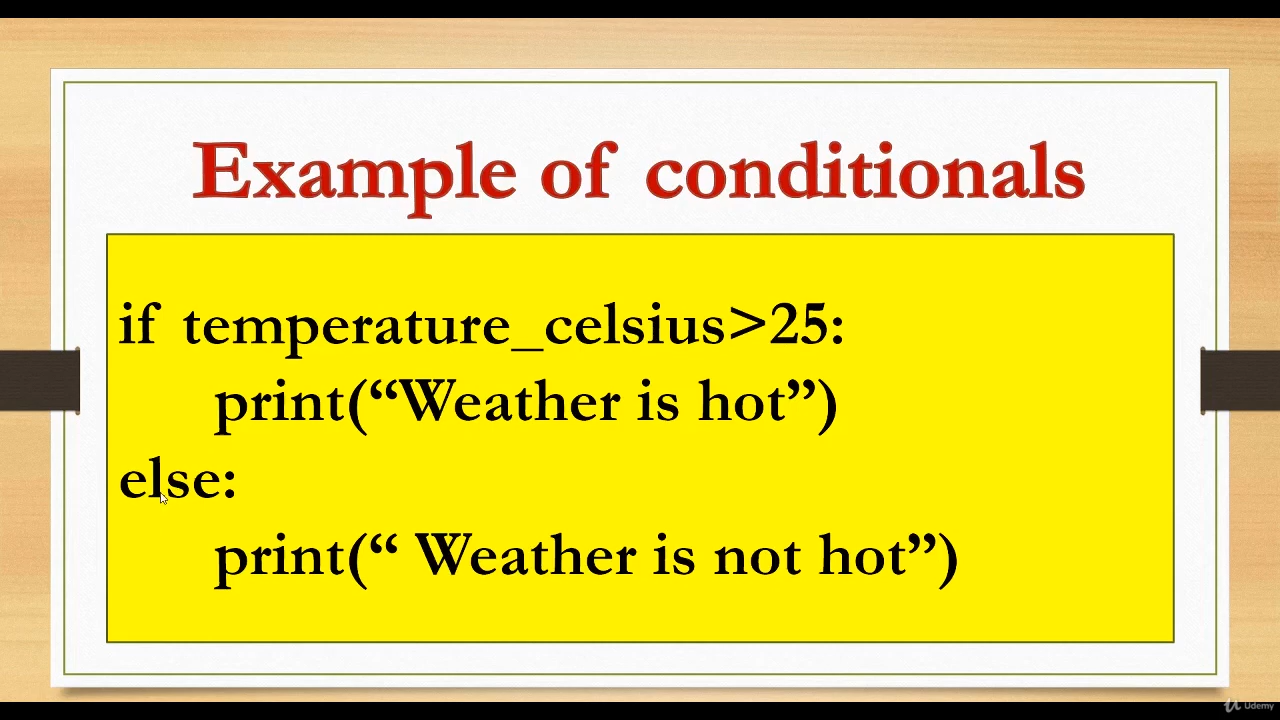 Example of conditionals
if temperature_celsius>25:
print(“Weather is hot”)
else:
print(“ Weather is not hot”)
Udemy